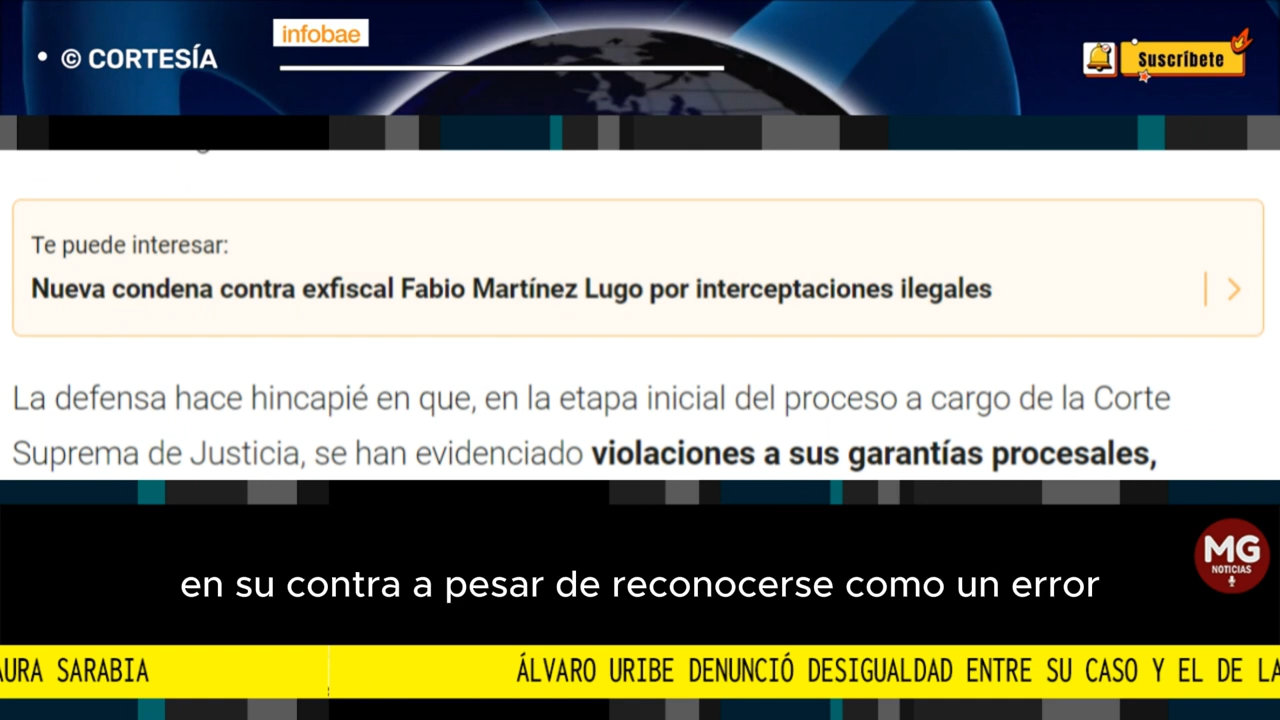 • © CORTESÍA
infobae
Suscríbete
Te puede interesar:
Nueva condena contra exfiscal Fabio Martínez Lugo por interceptaciones ilegales
La defensa hace hincapié en que, en la etapa inicial del proceso a cargo de la Corte
Suprema de Justicia, se han evidenciado violaciones a sus garantías procesales,
MG
NOTICIAS
en su contra a pesar de reconocerse como un error
AURA SARABIA
ÁLVARO URIBE DENUNCIÓ DESIGUALDAD ENTRE SU CASO Y EL DE LA